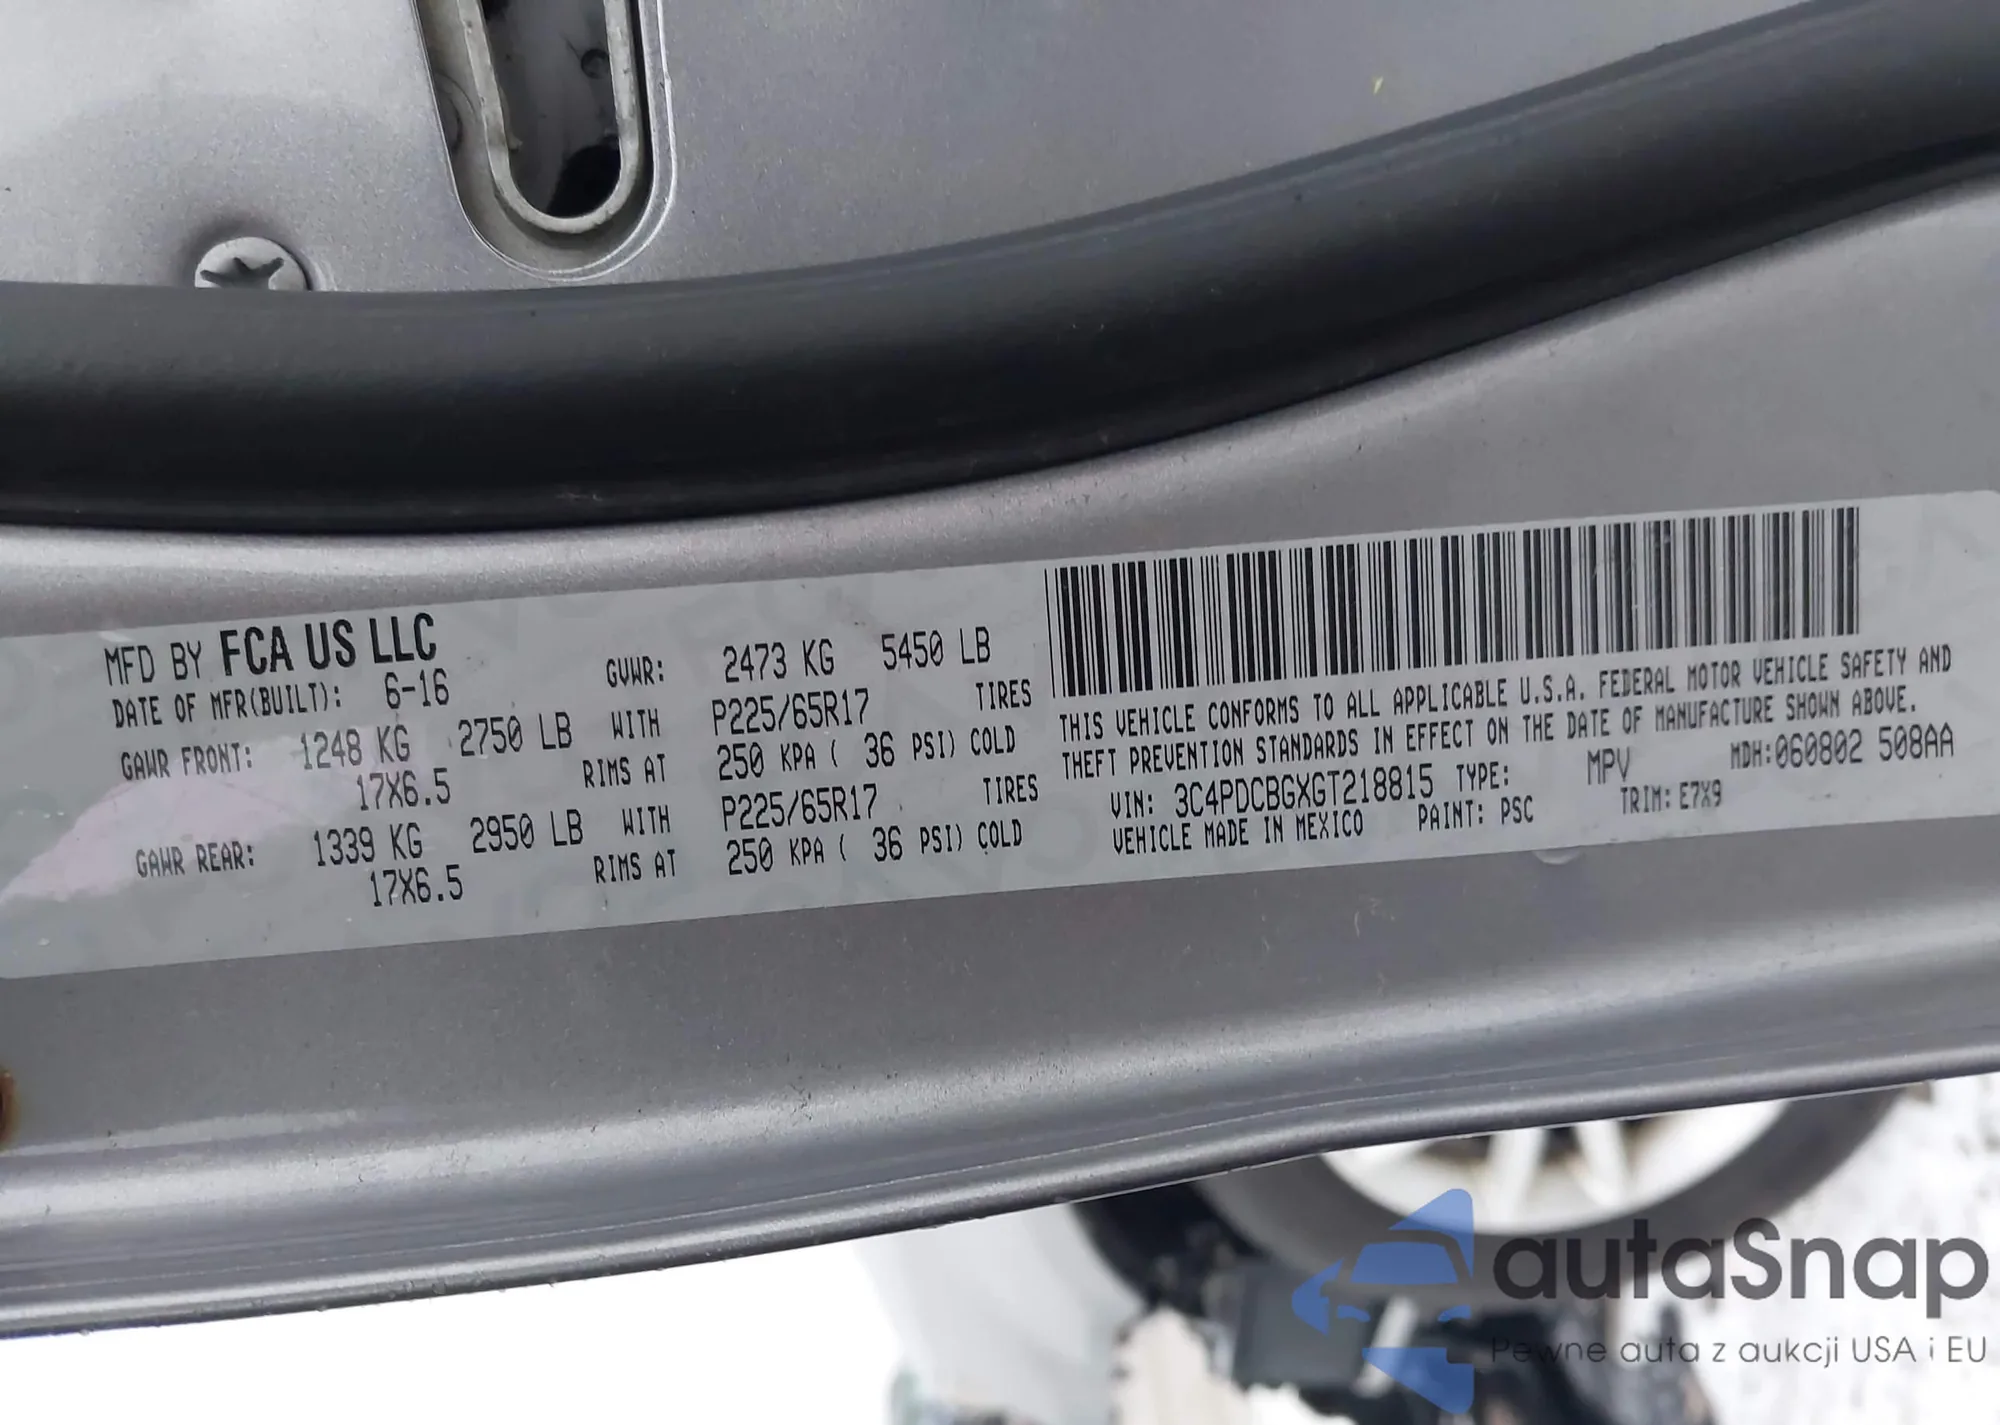 MFD BY FCA US LLC
DATE OF MFR(BUILT): 6-16 GVWR: 2473 KG 5450 LB
GAWR FRONT: 1248 KG 2750 LB WITH P225/65R17 TIRES
17X6.5 RIMS AT 250 KPA ( 36 PSI) COLD
GAWR REAR: 1339 KG 2950 LB WITH P225/65R17 TIRES
17X6.5 RIMS AT 250 KPA ( 36 PSI) COLD
THIS VEHICLE CONFORMS TO ALL APPLICABLE U.S.A. FEDERAL MOTOR VEHICLE SAFETY AND
THEFT PREVENTION STANDARDS IN EFFECT ON THE DATE OF MANUFACTURE SHOWN ABOVE.
VIN: 3C4PDCBGXGT218815 TYPE: MPV MDH:060802 508AA
VEHICLE MADE IN MEXICO PAINT: PSC TRIM: E7X9
autaSnap
Pewne auta z aukcji USA i EU